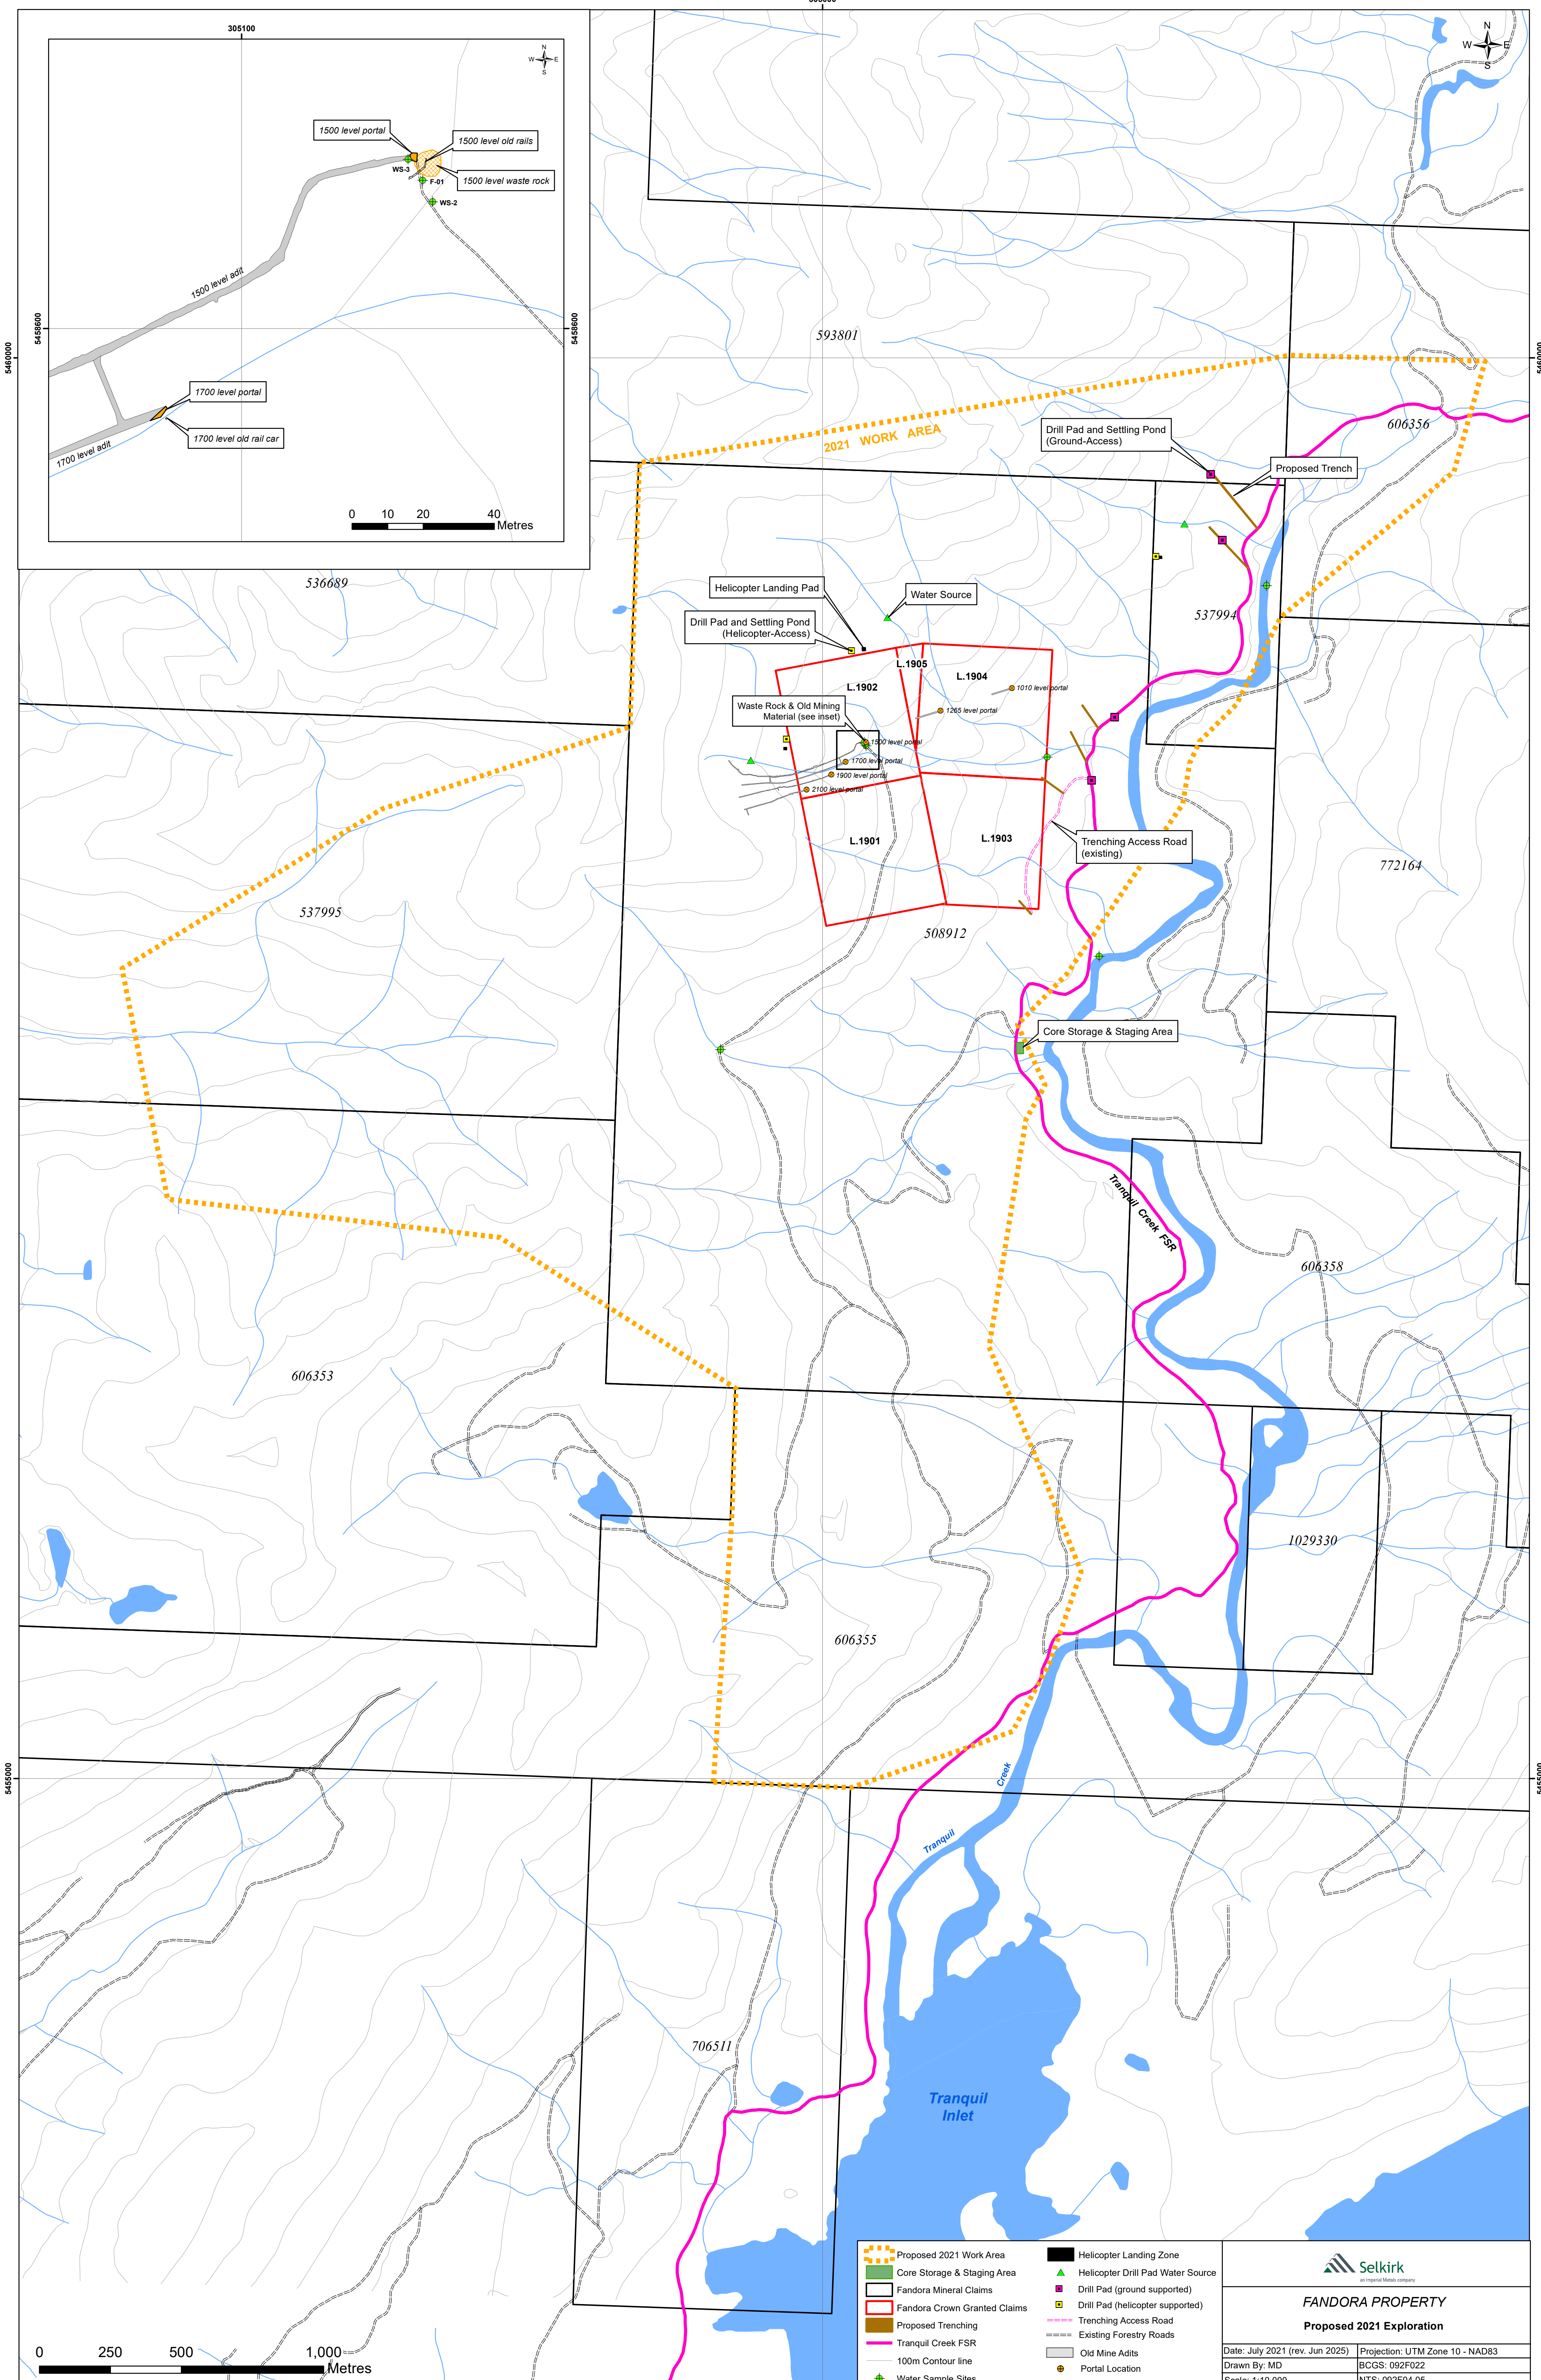 305100
N
W
E
S
1500 level portal
1500 level old rails
WS-3
1500 level waste rock
F-01
WS-2
1500 level adit
5458600
5458600
1700 level portal
1700 level old rail car
1700 level adit
0 10 20 40
Metres
N
W
E
S
5460000
593801
2021 WORK AREA
Drill Pad and Settling Pond
(Ground-Access)
606356
Proposed Trench
536689
Helicopter Landing Pad
Water Source
Drill Pad and Settling Pond
(Helicopter-Access)
537994
L.1905
L.1902
L.1904
1010 level portal
Waste Rock & Old Mining
Material (see inset)
1265 level portal
1500 level portal
1700 level portal
1900 level portal
2100 level portal
L.1901
L.1903
Trenching Access Road
(existing)
772164
537995
508912
Core Storage & Staging Area
Tranquil Creek FSR
606358
606353
1029330
606355
5455000
Creek
Tranquil
706511
Tranquil
Inlet
0 250 500 1,000
Metres
Proposed 2021 Work Area
Core Storage & Staging Area
Fandora Mineral Claims
Fandora Crown Granted Claims
Proposed Trenching
Tranquil Creek FSR
100m Contour line
Water Sample Sites
Helicopter Landing Zone
Helicopter Drill Pad Water Source
Drill Pad (ground supported)
Drill Pad (helicopter supported)
Trenching Access Road
Existing Forestry Roads
Old Mine Adits
Portal Location
Selkirk
an Imperial Metals company
FANDORA PROPERTY
Proposed 2021 Exploration
Date: July 2021 (rev. Jun 2025)
Projection: UTM Zone 10 - NAD83
Drawn By: MD
BCGS: 092F022